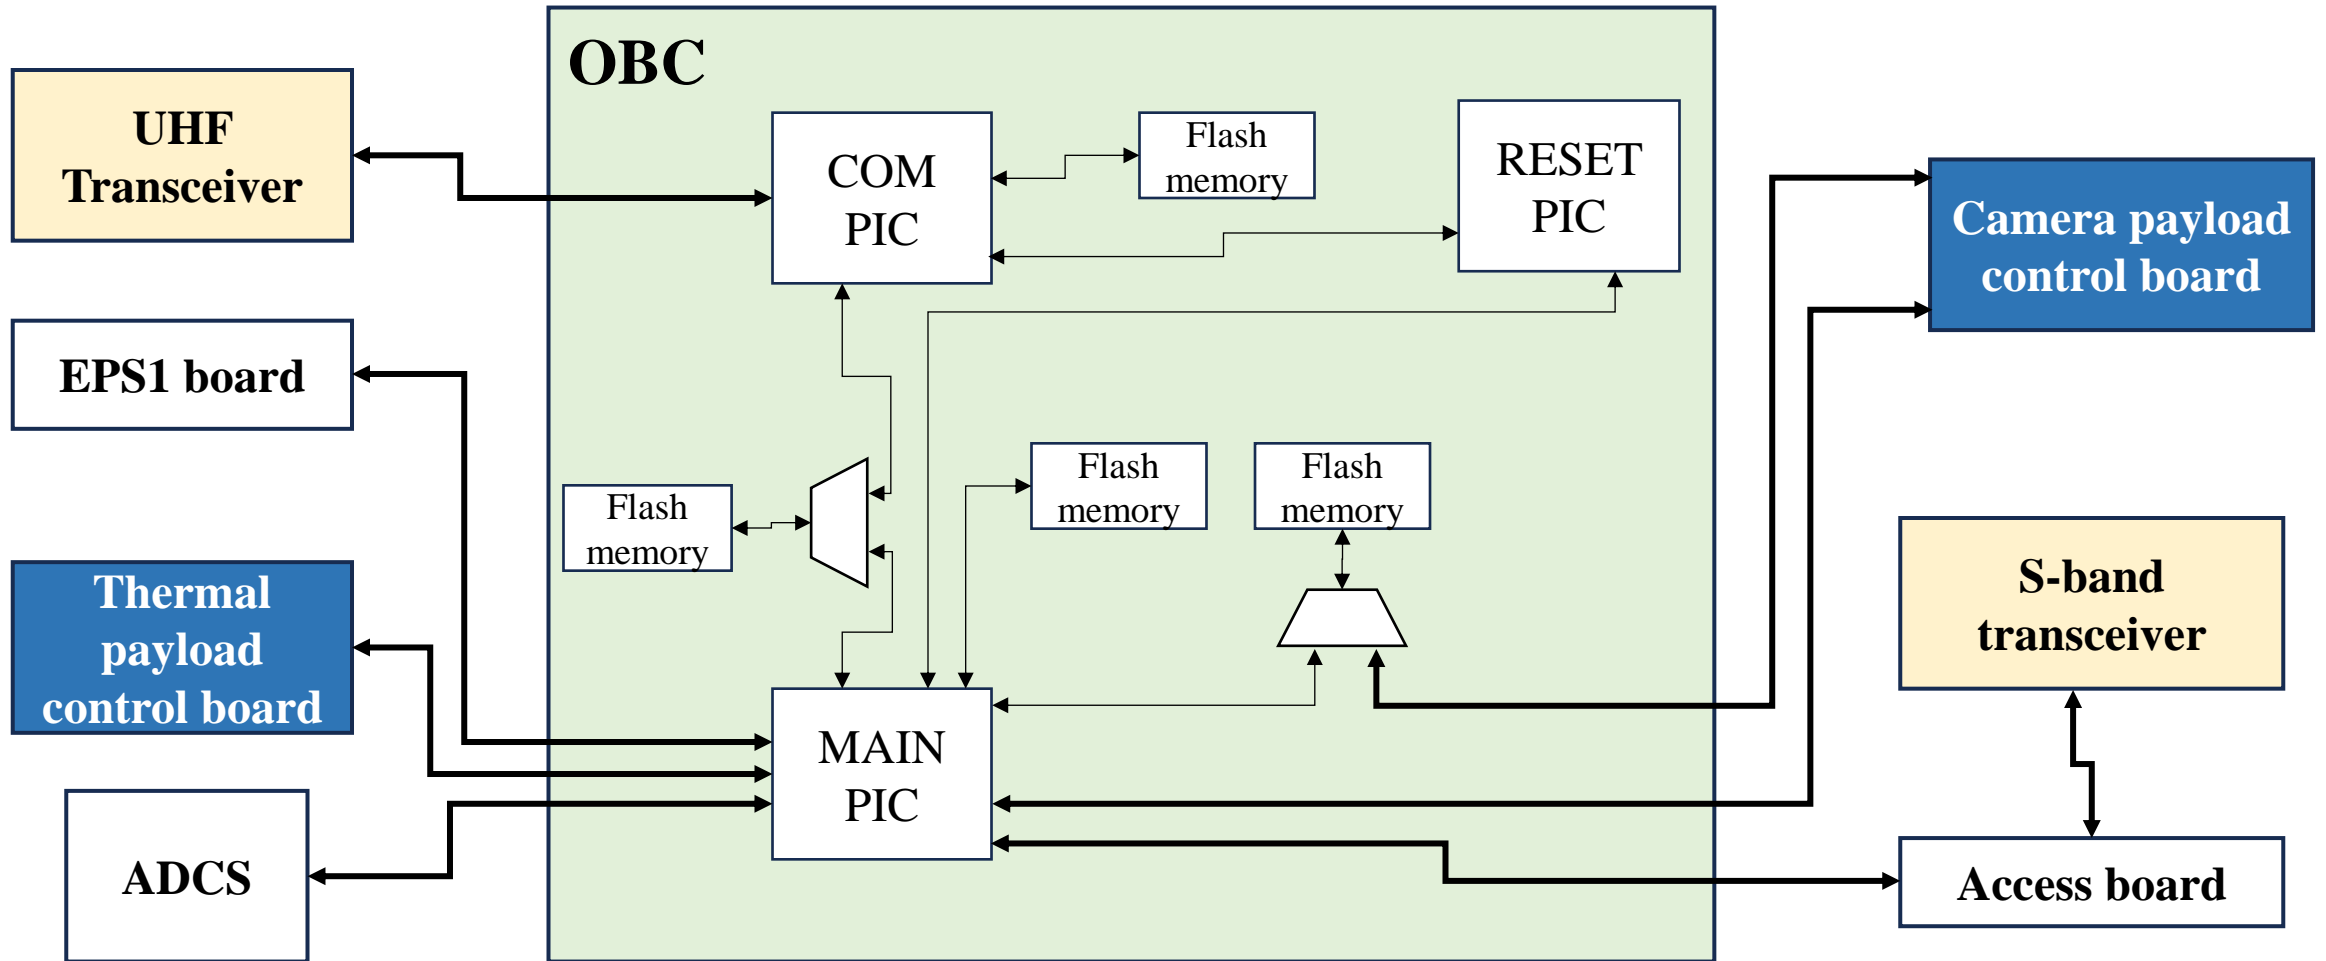 OBC
UHF
Transceiver
COM
PIC
Flash
memory
RESET
PIC
Camera payload
control board
EPS1 board
Flash
memory
Flash
memory
Flash
memory
Thermal
payload
control board
S-band
transceiver
MAIN
PIC
ADCS
Access board